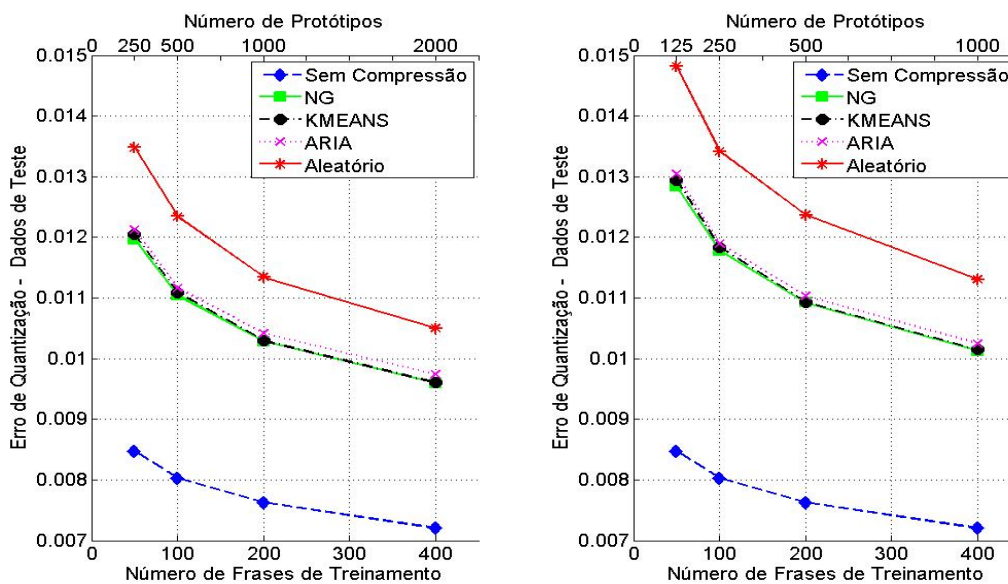 Número de Protótipos
0 250 500 1000 2000
0.015
0.014
0.013
0.012
0.011
0.01
0.009
0.008
0.007
Erro de Quantização - Dados de Teste
Sem Compressão
NG
KMEANS
ARIA
Aleatório
0 100 200 300 400
Número de Frases de Treinamento
Número de Protótipos
0 125 250 500 1000
0.015
0.014
0.013
0.012
0.011
0.01
0.009
0.008
0.007
Erro de Quantização - Dados de Teste
Sem Compressão
NG
KMEANS
ARIA
Aleatório
0 100 200 300 400
Número de Frases de Treinamento